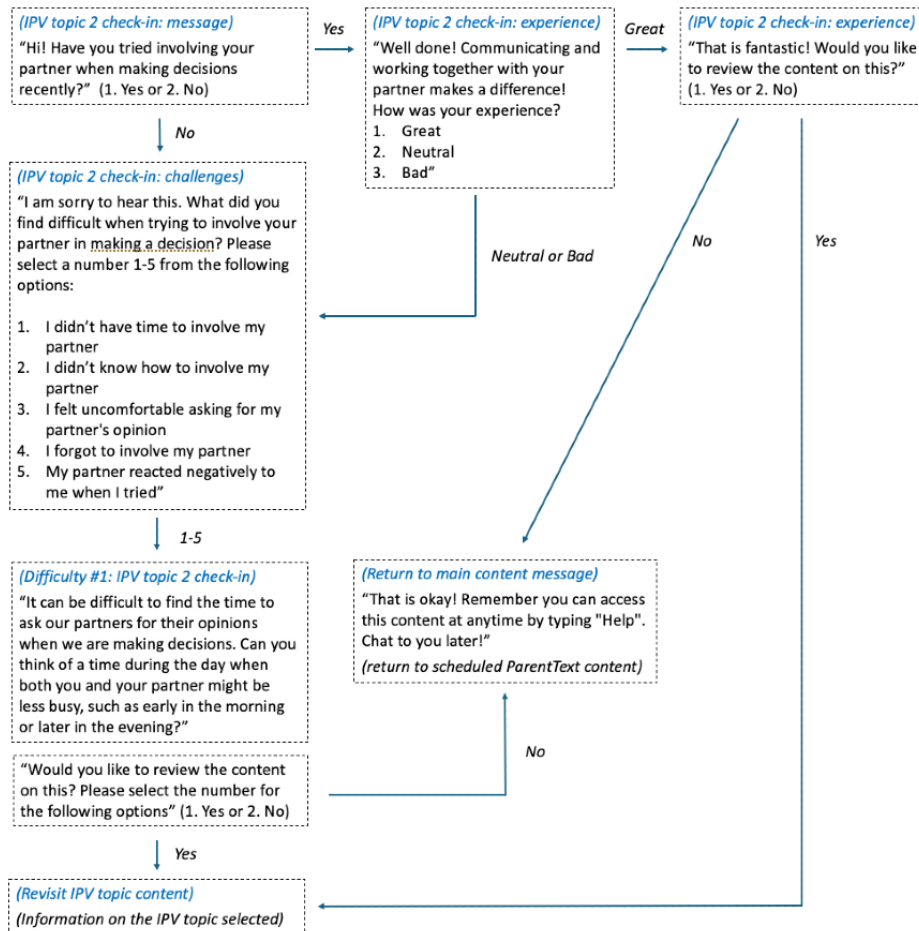 (IPV topic 2 check-in: message)
“Hi! Have you tried involving your
partner when making decisions
recently?” (1. Yes or 2. No)
Yes
(IPV topic 2 check-in: experience)
“Well done! Communicating and
working together with your
partner makes a difference!
How was your experience?
1. Great
2. Neutral
3. Bad”
Great
(IPV topic 2 check-in: experience)
“That is fantastic! Would you like
to review the content on this?”
(1. Yes or 2. No)
No
(IPV topic 2 check-in: challenges)
“I am sorry to hear this. What did you
find difficult when trying to involve your
partner in making a decision? Please
select a number 1-5 from the following
options:
1. I didn’t have time to involve my
partner
2. I didn’t know how to involve my
partner
3. I felt uncomfortable asking for my
partner's opinion
4. I forgot to involve my partner
5. My partner reacted negatively to
me when I tried”
Neutral or Bad
No
Yes
1-5
(Difficulty #1: IPV topic 2 check-in)
“It can be difficult to find the time to
ask our partners for their opinions
when we are making decisions. Can you
think of a time during the day when
both you and your partner might be
less busy, such as early in the morning
or later in the evening?”
(Return to main content message)
“That is okay! Remember you can access
this content at anytime by typing "Help".
Chat to you later!”
(return to scheduled ParentText content)
“Would you like to review the content
on this? Please select the number for
the following options” (1. Yes or 2. No)
No
Yes
(Revisit IPV topic content)
(Information on the IPV topic selected)